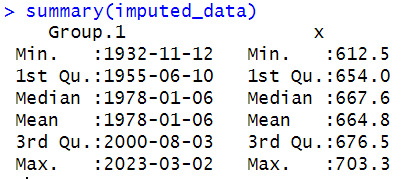 > summary(imputed_data)
Group.1 x
Min. :1932-11-12 Min. :612.5
1st Qu.:1955-06-10 1st Qu.:654.0
Median :1978-01-06 Median :667.6
Mean :1978-01-06 Mean :664.8
3rd Qu.:2000-08-03 3rd Qu.:676.5
Max. :2023-03-02 Max. :703.3